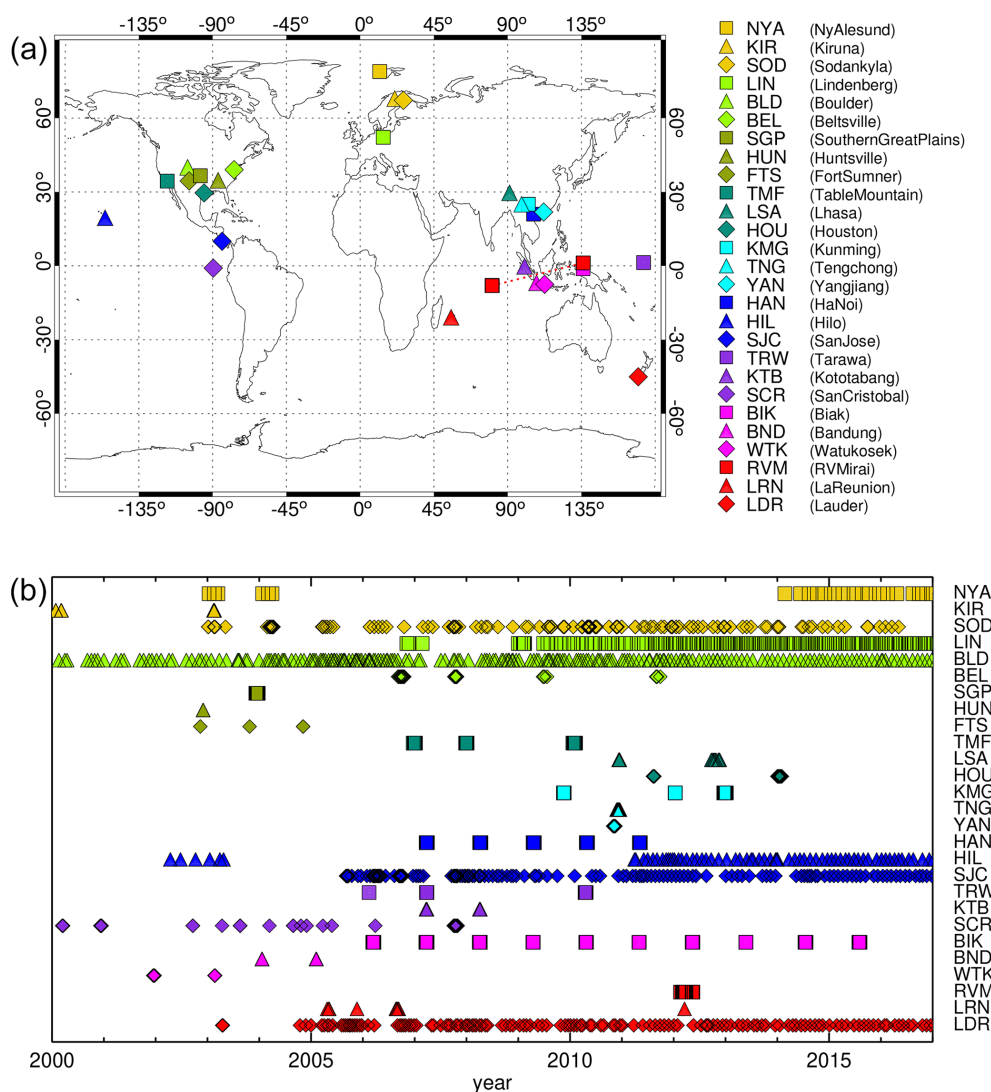 (a)
-135° -90° -45° 0° 45° 90° 135°
60° 60°
30° 30°
0° 0°
-30° -30°
-60° -60°
-135° -90° -45° 0° 45° 90° 135°
NYA (NyAlesund)
KIR (Kiruna)
SOD (Sodankyla)
LIN (Lindenberg)
BLD (Boulder)
BEL (Beltsville)
SGP (SouthernGreatPlains)
HUN (Huntsville)
FTS (FortSumner)
TMF (TableMountain)
LSA (Lhasa)
HOU (Houston)
KMG (Kunming)
TNG (Tengchong)
YAN (Yangjiang)
HAN (HaNoi)
HIL (Hilo)
SJC (SanJose)
TRW (Tarawa)
KTB (Kototabang)
SCR (SanCristobal)
BIK (Biak)
BND (Bandung)
WTK (Watukosek)
RVM (RVMirai)
LRN (LaReunion)
LDR (Lauder)
(b)
NYA
KIR
SOD
LIN
BLD
BEL
SGP
HUN
FTS
TMF
LSA
HOU
KMG
TNG
YAN
HAN
HIL
SJC
TRW
KTB
SCR
BIK
BND
WTK
RVM
LRN
LDR
2000 2005 2010 2015
year